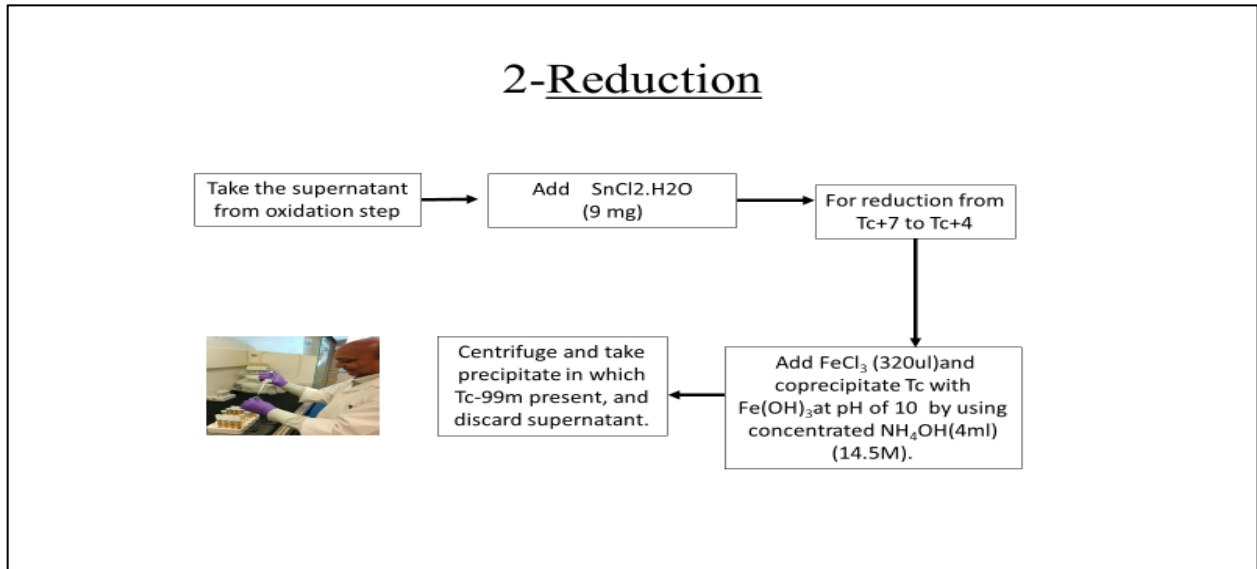 2-Reduction
Take the supernatant
from oxidation step
Add SnCl2.H2O
(9 mg)
For reduction from
Tc+7 to Tc+4
Add FeCl₃ (320ul)and
coprecipitate Tc with
Fe(OH)₃at pH of 10 by using
concentrated NH₄OH(4ml)
(14.5M).
Centrifuge and take
precipitate in which
Tc-99m present, and
discard supernatant.